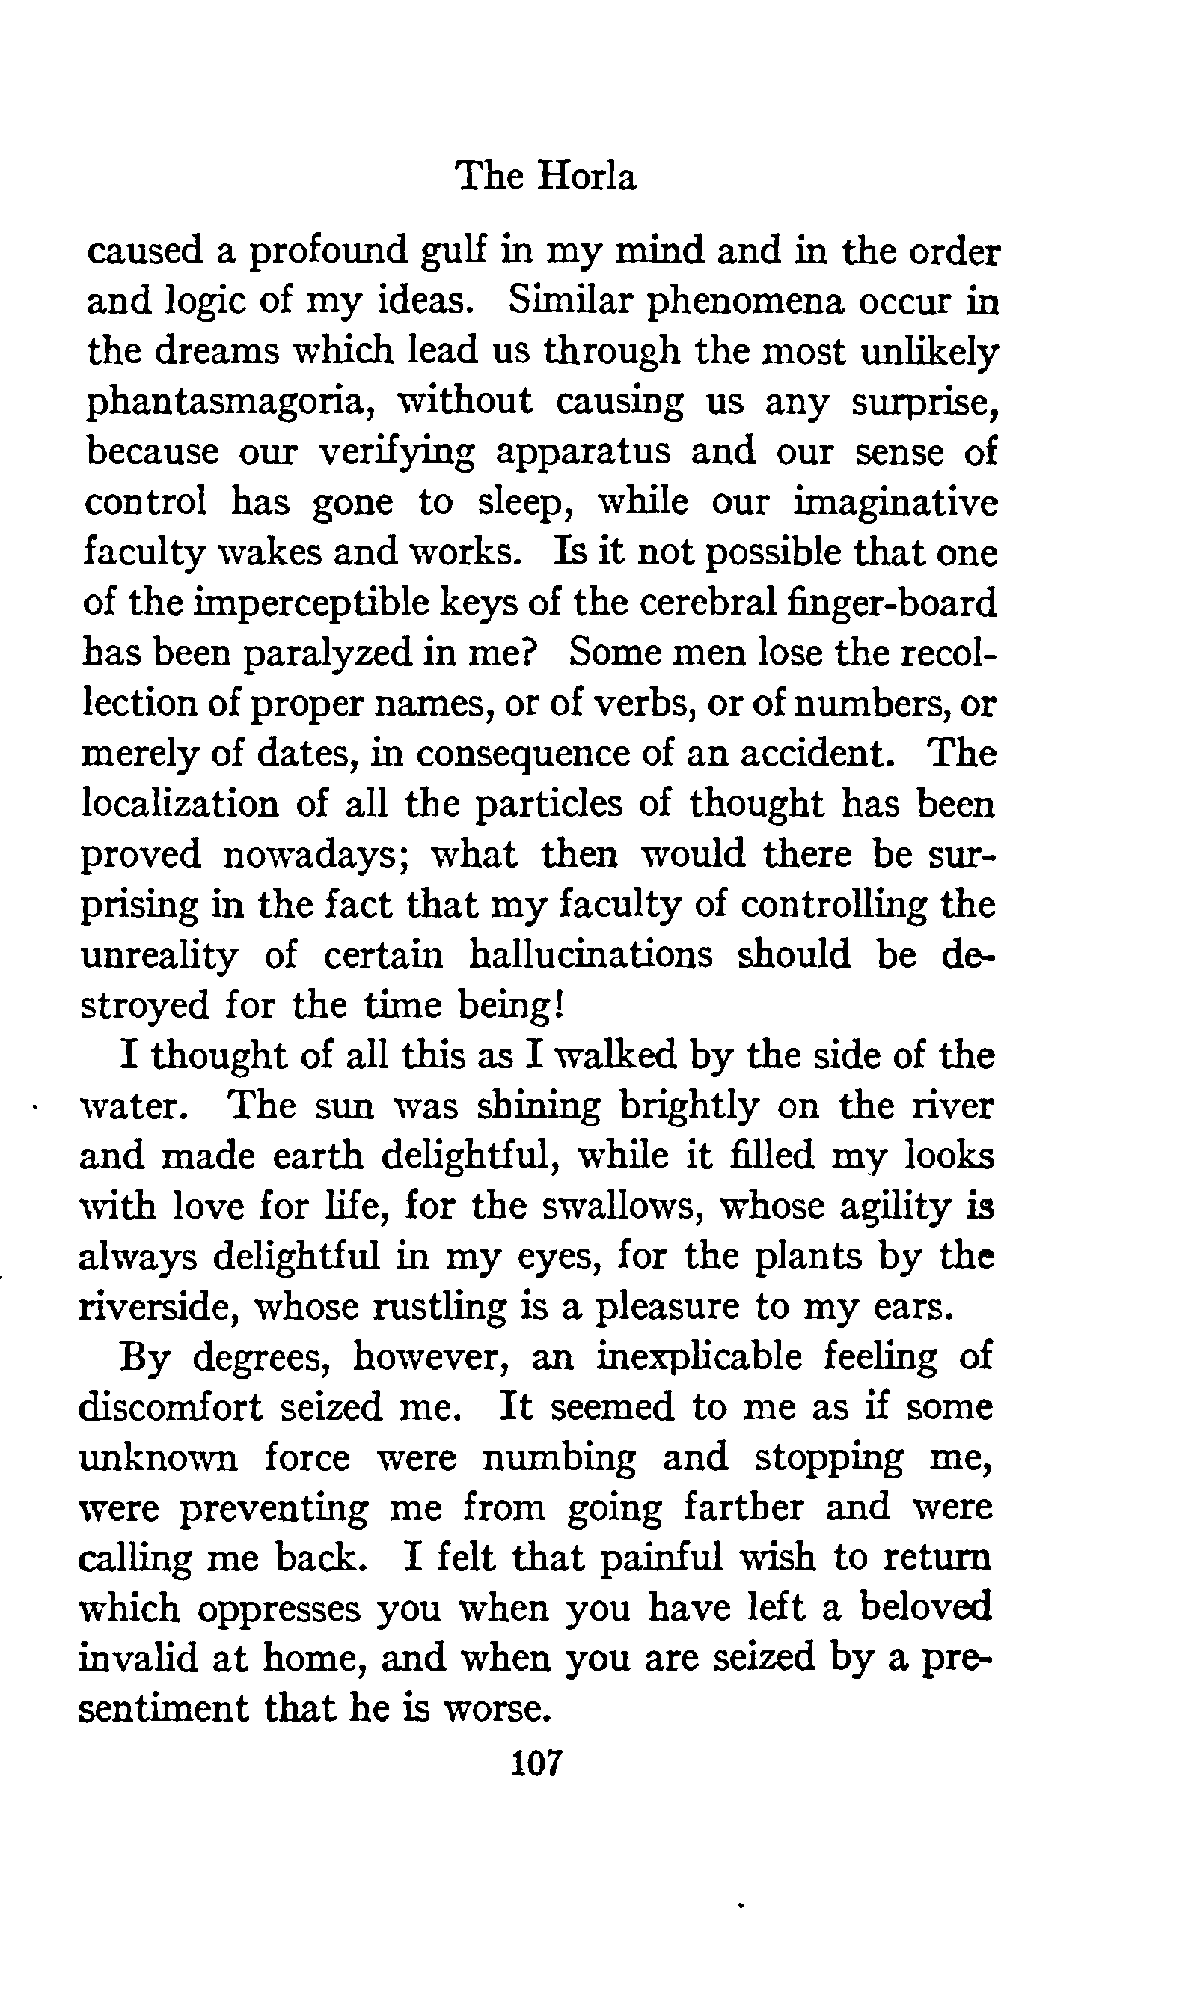 The Horla
caused a profound gulf in my mind and in the order
and logic of my ideas. Similar phenomena occur in
the dreams which lead us through the most unlikely
phantasmagoria, without causing us any surprise,
because our verifying apparatus and our sense of
control has gone to sleep, while our imaginative
faculty wakes and works. Is it not possible that one
of the imperceptible keys of the cerebral finger-board
has been paralyzed in me? Some men lose the recol-
lection of proper names, or of verbs, or of numbers, or
merely of dates, in consequence of an accident. The
localization of all the particles of thought has been
proved nowadays; what then would there be sur-
prising in the fact that my faculty of controlling the
unreality of certain hallucinations should be de-
stroyed for the time being!
I thought of all this as I walked by the side of the
water. The sun was shining brightly on the river
and made earth delightful, while it filled my looks
with love for life, for the swallows, whose agility is
always delightful in my eyes, for the plants by the
riverside, whose rustling is a pleasure to my ears.
By degrees, however, an inexplicable feeling of
discomfort seized me. It seemed to me as if some
unknown force were numbing and stopping me,
were preventing me from going farther and were
calling me back. I felt that painful wish to return
which oppresses you when you have left a beloved
invalid at home, and when you are seized by a pre-
sentiment that he is worse.
107